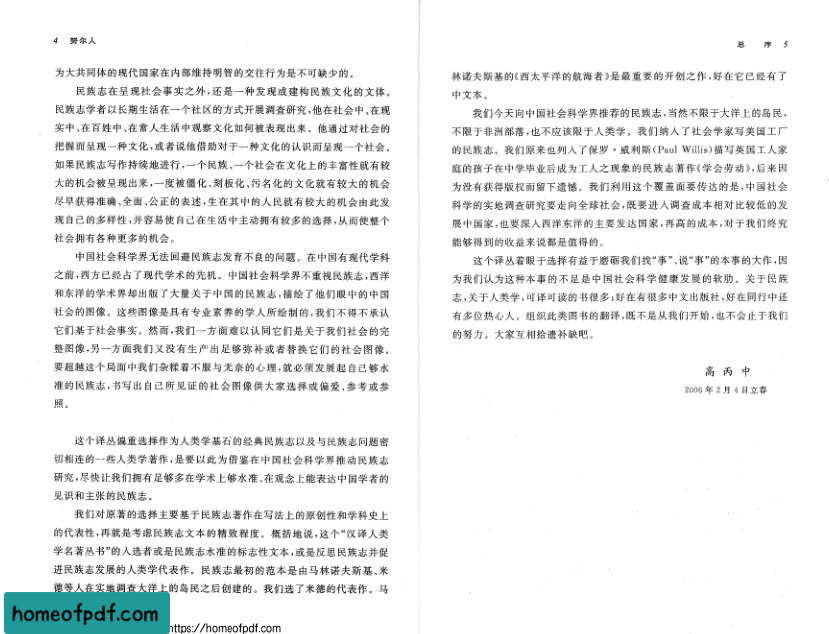 4 努尔人
为大共同体的现代国家在内部维持明智的交往行为是不可缺少的。
民族志在呈现社会事实之外,还是一种发现或建构民族文化的文体。
民族志学者以长期生活在一个社区的方式开展调查研究,他在社会中、在现
实中、在百姓中、在常人生活中观察文化如何被表现出来。他通过对社会的
把握而呈现一种文化,或者说他借助对于一种文化的认识而呈现一个社会。
如果民族志写作持续地进行,一个民族、一个社会在文化上的丰富性就有较
大的机会被呈现出来,一度被僵化、刻板化、污名化的文化就有较大的机会
尽早获得准确、全面、公正的表述,生在其中的人民就有较大的机会由此发
现自己的多样性,并容易使自己在生活中主动拥有较多的选择,从而使整个
社会拥有各种更多的机会。
中国社会科学界无法回避民族志发育不良的问题。在中国有现代学科
之前,西方已经占了现代学术的先机。中国社会科学界不重视民族志,西洋
和东洋的学术界却出版了大量关于中国的民族志,描绘了他们眼中的中国
社会的图像。这些图像是具有专业素养的学人所绘制的,我们不得不承认
它们基于社会事实。然而,我们一方面难以认同它们是关于我们社会的完
整图像,另一方面我们又没有生产出足够弥补或者替换它们的社会图像。
要超越这个局面中我们杂糅着不服与无奈的心理,就必须发展起自己够水
准的民族志,书写出自己所见证的社会图像供大家选择或偏爱、参考或参
照。
这个译丛偏重选择作为人类学基石的经典民族志以及与民族志问题密
切相连的一些人类学著作,是要以此为借鉴在中国社会科学界推动民族志
研究,尽快让我们拥有足够多在学术上够水准、在观念上能表达中国学者的
见识和主张的民族志。
我们对原著的选择主要基于民族志著作在写法上的原创性和学科史上
的代表性,再就是考虑民族志文本的精致程度。概括地说,这个“汉译人类
学名著丛书”的入选者或是民族志水准的标志性文本,或是反思民族志并促
进民族志发展的人类学代表作。民族志最初的范本是由马林诺夫斯基、米
德等人在实地调查大洋上的岛民之后创建的。我们选了米德的代表作。马
homeofpdf.com
https://homeofpdf.com
总 序 5
林诺夫斯基的《西太平洋的航海者》是最重要的开创之作,好在它已经有了
中文本。
我们今天向中国社会科学界推荐的民族志,当然不限于大洋上的岛民,
不限于非洲部落,也不应该限于人类学。我们纳入了社会学家写美国工厂
的民族志。我们原来也列入了保罗·威利斯(Paul Willis)描写英国工人家
庭的孩子在中学毕业后成为工人之现象的民族志著作《学会劳动》,后来因
为没有获得版权而留下遗憾。我们利用这个覆盖面要传达的是,中国社会
科学的实地调查研究要走向全球社会,既要进入调查成本相对比较低的发
展中国家,也要深入西洋东洋的主要发达国家,再高的成本,对于我们终究
能够得到的收益来说都是值得的。
这个译丛着眼于选择有益于磨砺我们找“事”、说“事”的本事的大作,因
为我们认为这种本事的不足是中国社会科学健康发展的软肋。关于民族
志,关于人类学,可译可读的书很多;好在有很多中文出版社,好在同行中还
有多位热心人。组织此类图书的翻译,既不是从我们开始,也不会止于我们
的努力。大家互相拾遗补缺吧。
高 丙 中
2006 年 2 月 4 日立春